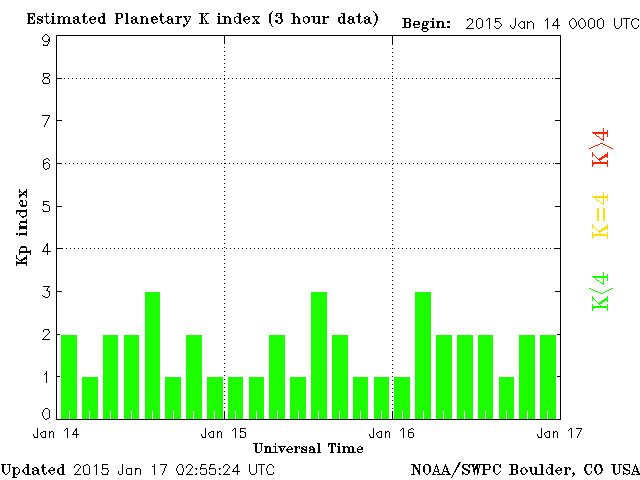 Estimated Planetary K index (3 hour data) Begin: 2015 Jan 14 0000 UTC
9
8
7
6
5
4
3
2
1
0
Kp index
K>4
K=4
K<4
Jan 14 Jan 15 Jan 16 Jan 17
Universal Time
Updated 2015 Jan 17 02:55:24 UTC NOAA/SWPC Boulder, CO USA